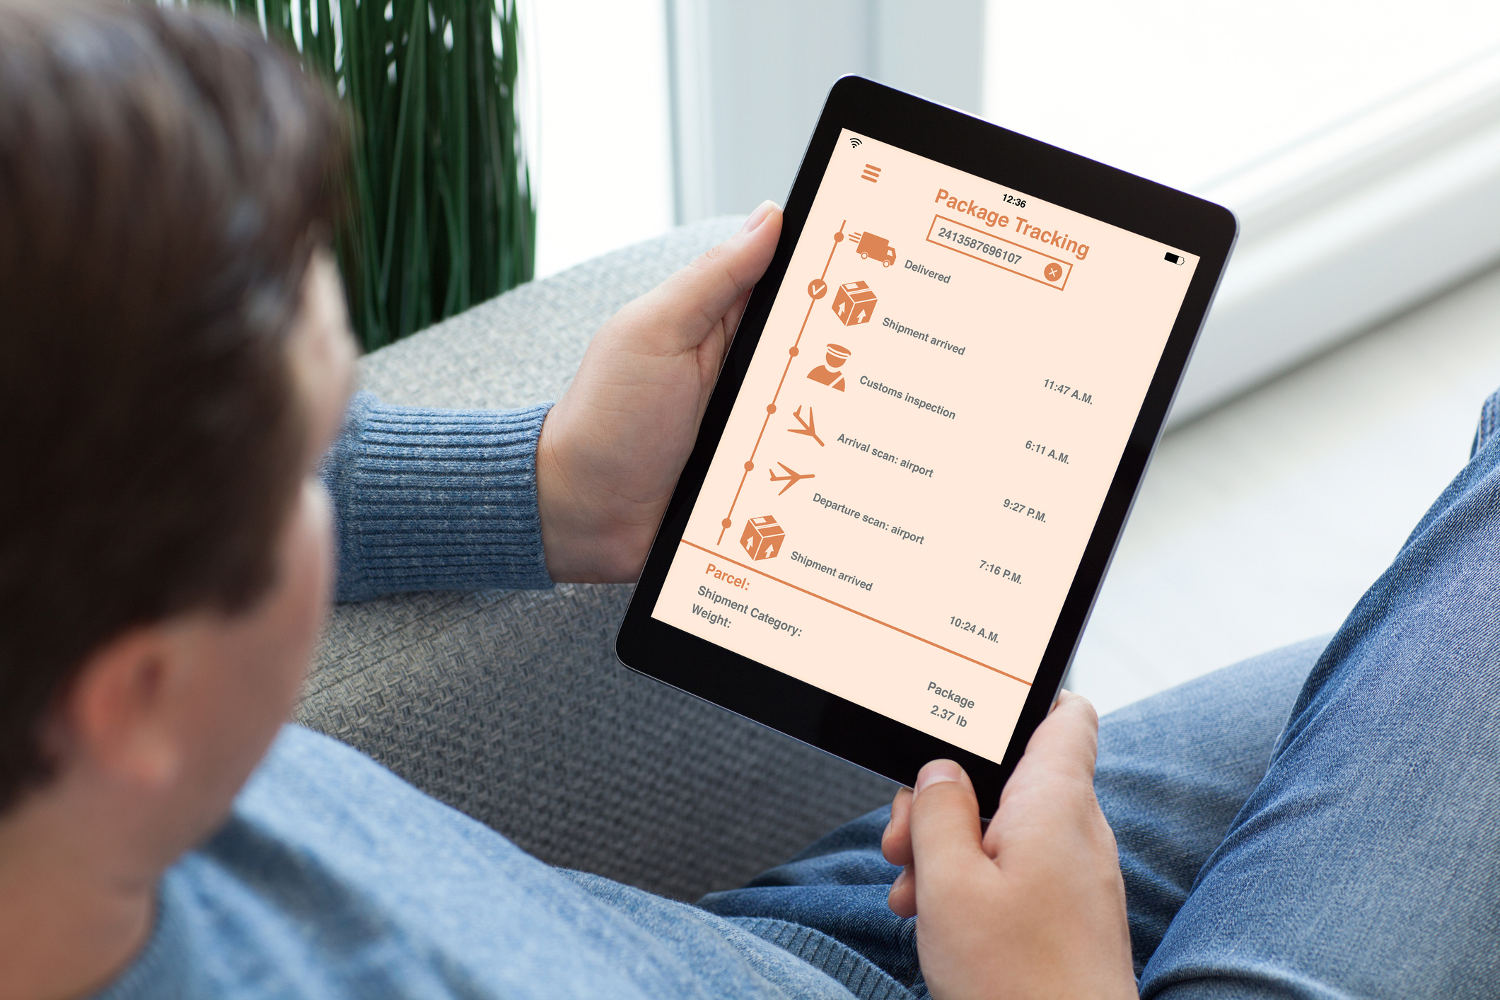 12:36
Package Tracking
2413587696107
Delivered
Shipment arrived 11:47 A.M.
Customs inspection 6:11 A.M.
Arrival scan: airport 9:27 P.M.
Departure scan: airport 7:16 P.M.
Shipment arrived 10:24 A.M.
Parcel:
Shipment Category: Package
Weight: 2.37 lb